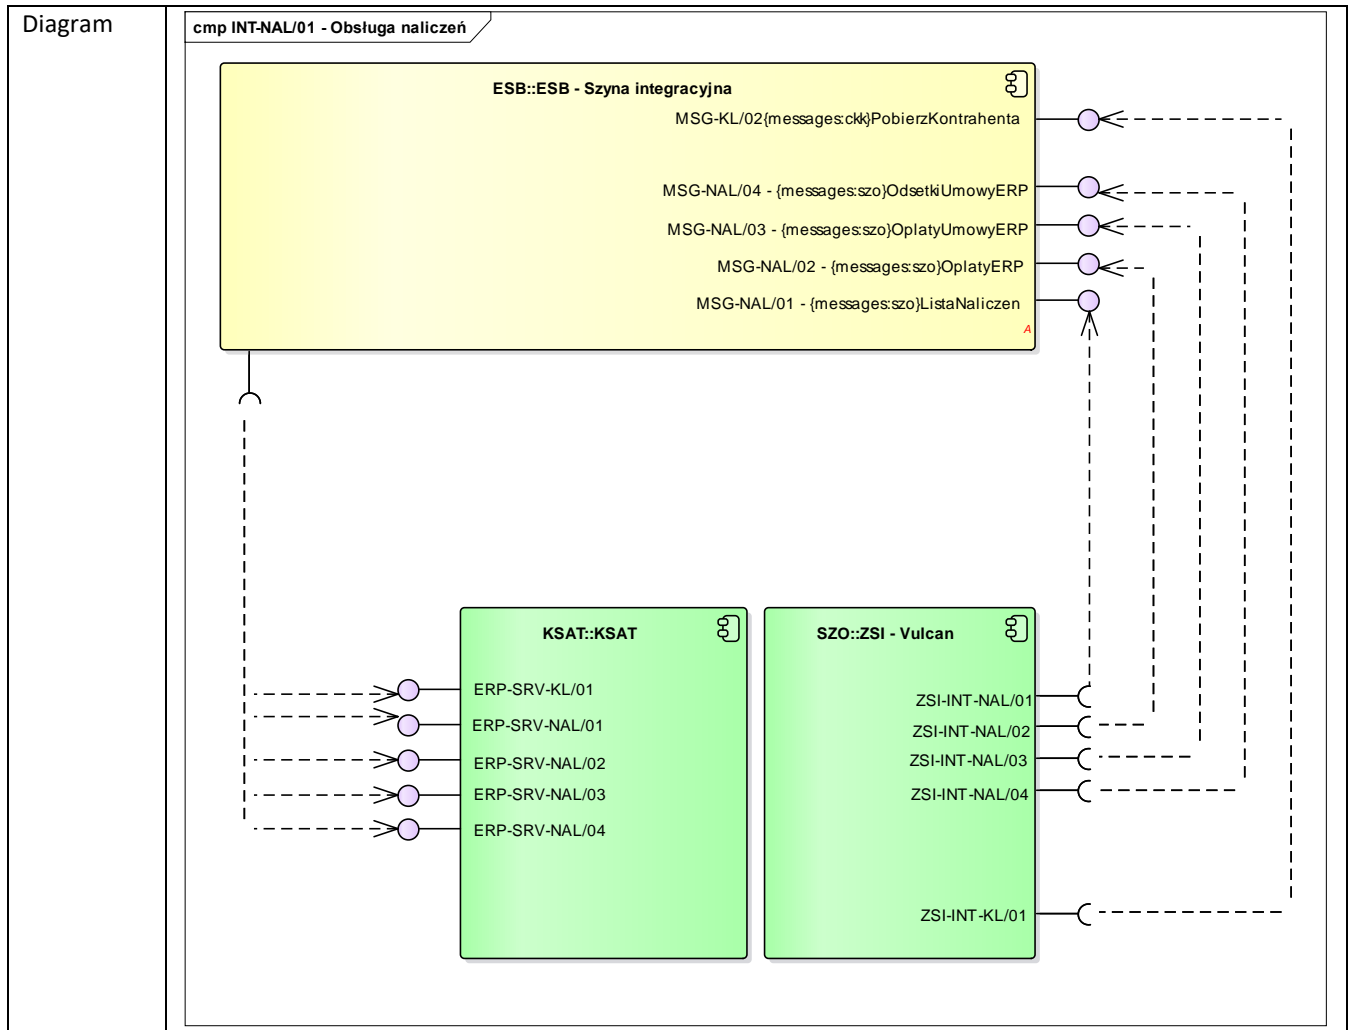 Diagram
cmp INT-NAL/01 - Obsługa naliczeń
ESB::ESB - Szyna integracyjna
MSG-KL/02{messages:ckk}PobierzKontrahenta
MSG-NAL/04 - {messages:szo}OdsetkiUmowyERP
MSG-NAL/03 - {messages:szo}OplatyUmowyERP
MSG-NAL/02 - {messages:szo}OplatyERP
MSG-NAL/01 - {messages:szo}ListaNaliczen
A
KSAT::KSAT
ERP-SRV-KL/01
ERP-SRV-NAL/01
ERP-SRV-NAL/02
ERP-SRV-NAL/03
ERP-SRV-NAL/04
SZO::ZSI - Vulcan
ZSI-INT-NAL/01
ZSI-INT-NAL/02
ZSI-INT-NAL/03
ZSI-INT-NAL/04
ZSI-INT-KL/01